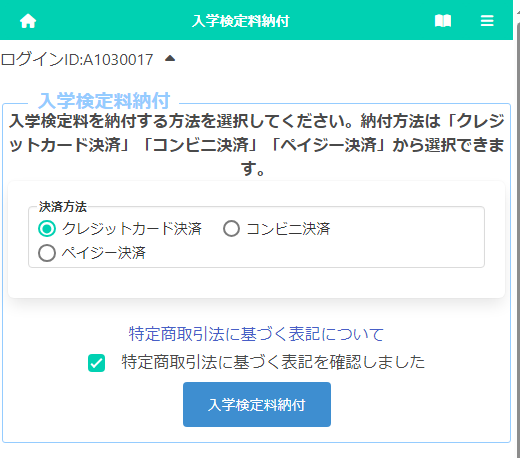 入学検定料納付
ログインID:A1030017
入学検定料納付
入学検定料を納付する方法を選択してください。納付方法は「クレジ
ットカード決済」「コンビニ決済」「ペイジー決済」から選択できま
す。
決済方法
クレジットカード決済 コンビニ決済
ペイジー決済
特定商取引法に基づく表記について
特定商取引法に基づく表記を確認しました
入学検定料納付